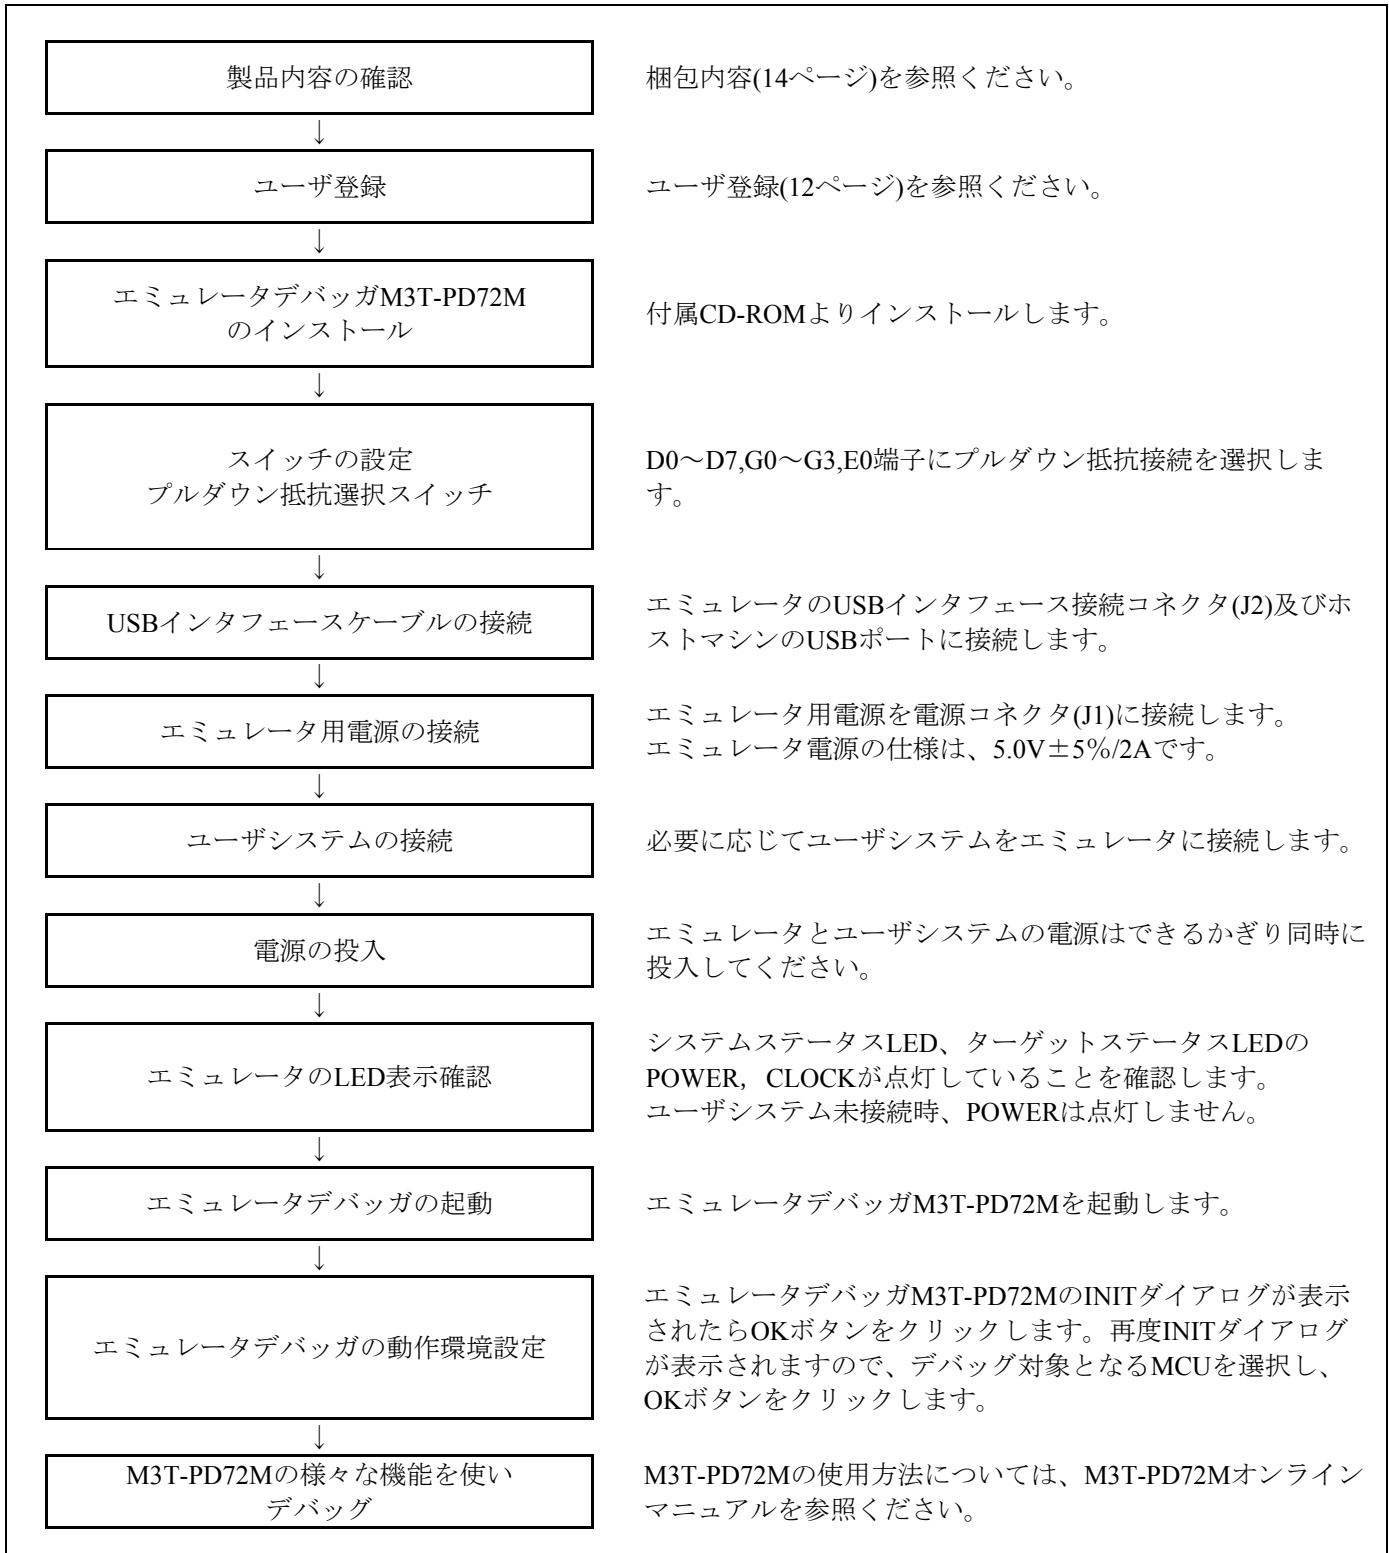 製品内容の確認
梱包内容(14ページ)を参照ください。
↓
ユーザ登録
ユーザ登録(12ページ)を参照ください。
↓
エミュレータデバッガM3T-PD72M
のインストール
付属CD-ROMよりインストールします。
↓
スイッチの設定
プルダウン抵抗選択スイッチ
D0～D7,G0～G3,E0端子にプルダウン抵抗接続を選択しま
す。
↓
USBインタフェースケーブルの接続
エミュレータのUSBインタフェース接続コネクタ(J2)及びホ
ストマシンのUSBポートに接続します。
↓
エミュレータ用電源の接続
エミュレータ用電源を電源コネクタ(J1)に接続します。
エミュレータ電源の仕様は、5.0V±5％/2Aです。
↓
ユーザシステムの接続
必要に応じてユーザシステムをエミュレータに接続します。
↓
電源の投入
エミュレータとユーザシステムの電源はできるかぎり同時に
投入してください。
↓
エミュレータのLED表示確認
システムステータスLED、ターゲットステータスLEDの
POWER，CLOCKが点灯していることを確認します。
ユーザシステム未接続時、POWERは点灯しません。
↓
エミュレータデバッガの起動
エミュレータデバッガM3T-PD72Mを起動します。
↓
エミュレータデバッガの動作環境設定
エミュレータデバッガM3T-PD72MのINITダイアログが表示
されたらOKボタンをクリックします。再度INITダイアログ
が表示されますので、デバッグ対象となるMCUを選択し、
OKボタンをクリックします。
↓
M3T-PD72Mの様々な機能を使い
デバッグ
M3T-PD72Mの使用方法については、M3T-PD72Mオンライン
マニュアルを参照ください。